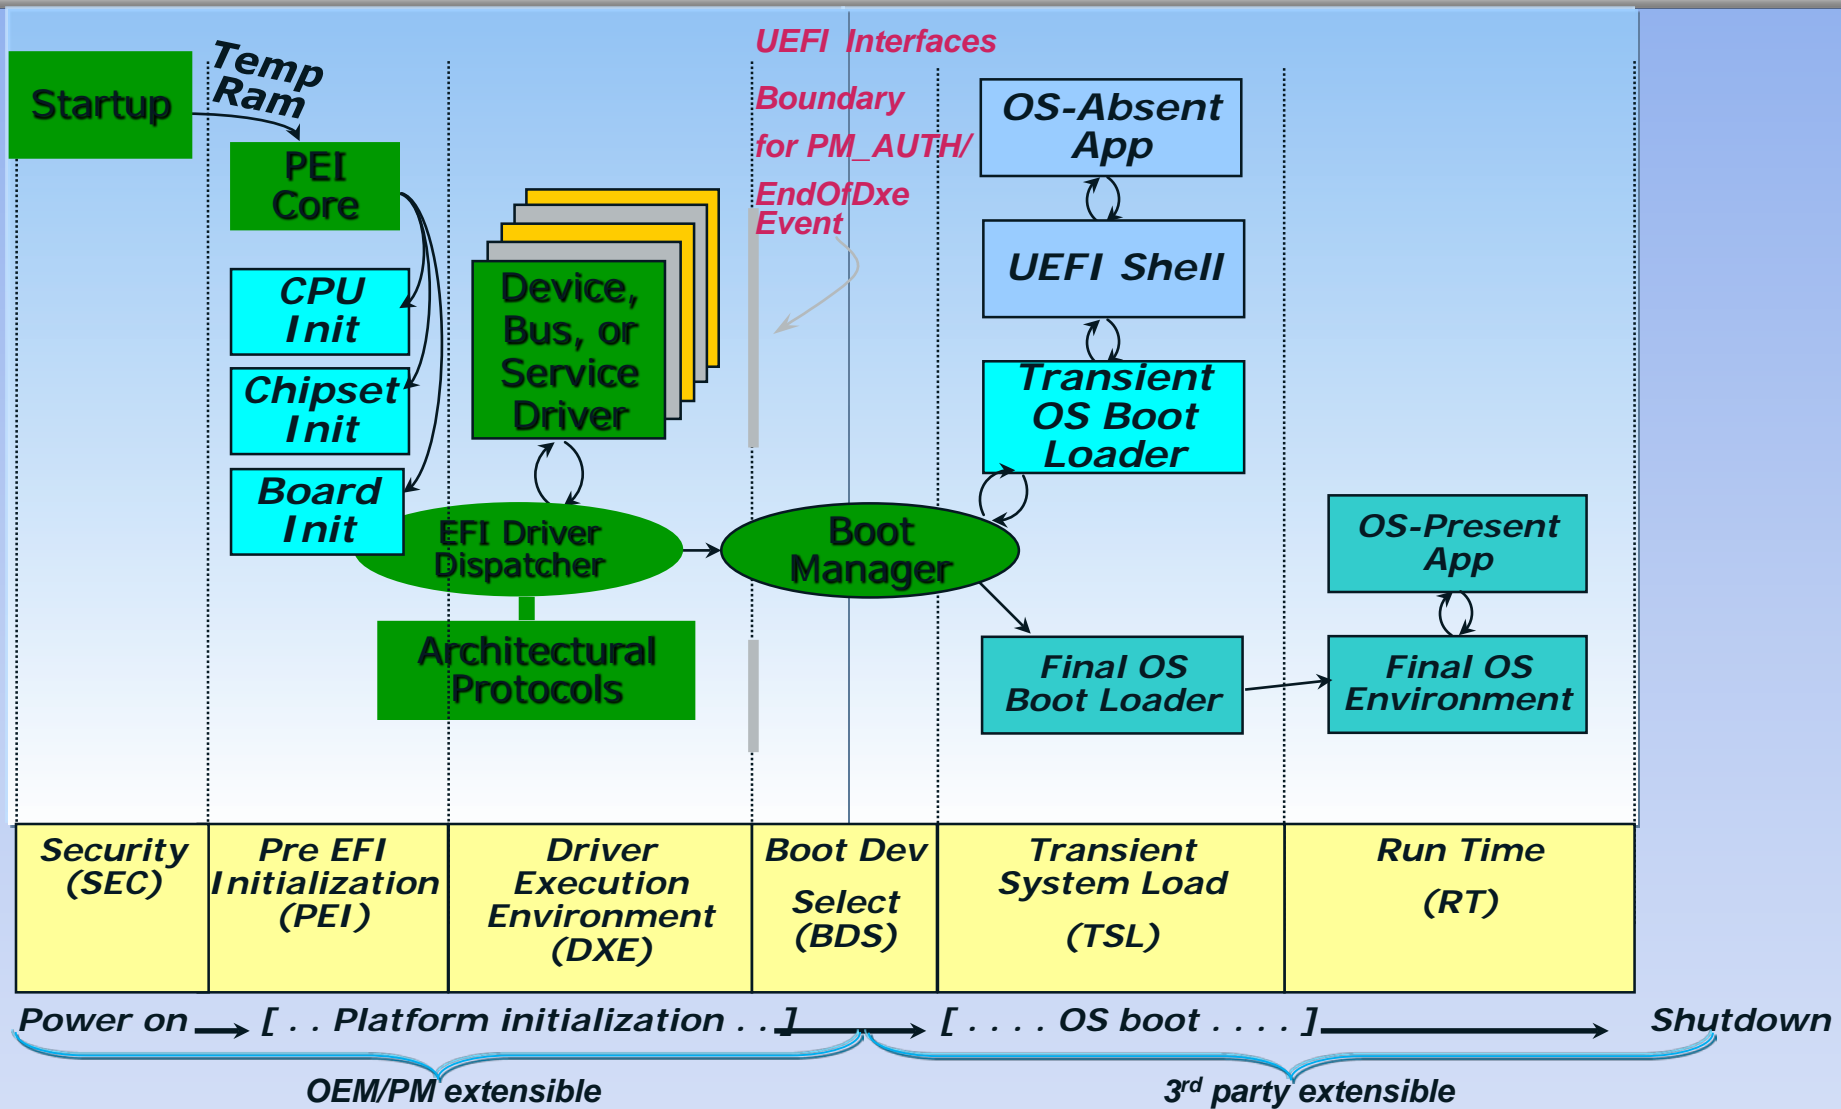 Startup
Temp
Ram
PEI
Core
CPU
Init
Chipset
Init
Board
Init
Device,
Bus, or
Service
Driver
EFI Driver
Dispatcher
Architectural
Protocols
UEFI Interfaces
Boundary
for PM_AUTH/
EndOfDxe
Event
Boot
Manager
OS-Absent
App
UEFI Shell
Transient
OS Boot
Loader
Final OS
Boot Loader
OS-Present
App
Final OS
Environment
Security
(SEC)
Pre EFI
Initialization
(PEI)
Driver
Execution
Environment
(DXE)
Boot Dev
Select
(BDS)
Transient
System Load
(TSL)
Run Time
(RT)
Power on [ . . Platform initialization . . ] [ . . . . OS boot . . . . ] Shutdown
OEM/PM extensible
3rd party extensible